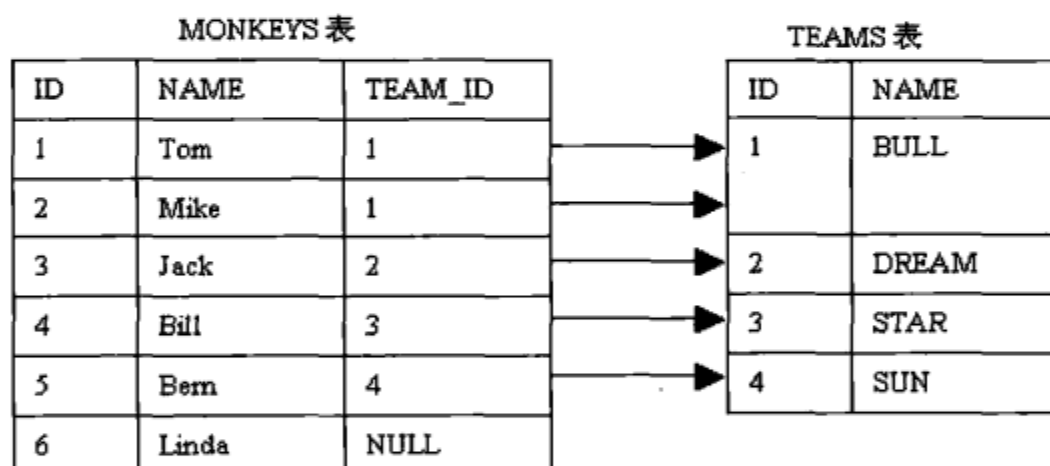 MONKEYS 表
ID NAME TEAM_ID
1 Tom 1
2 Mike 1
3 Jack 2
4 Bill 3
5 Bern 4
6 Linda NULL
TEAMS 表
ID NAME
1 BULL
2 DREAM
3 STAR
4 SUN